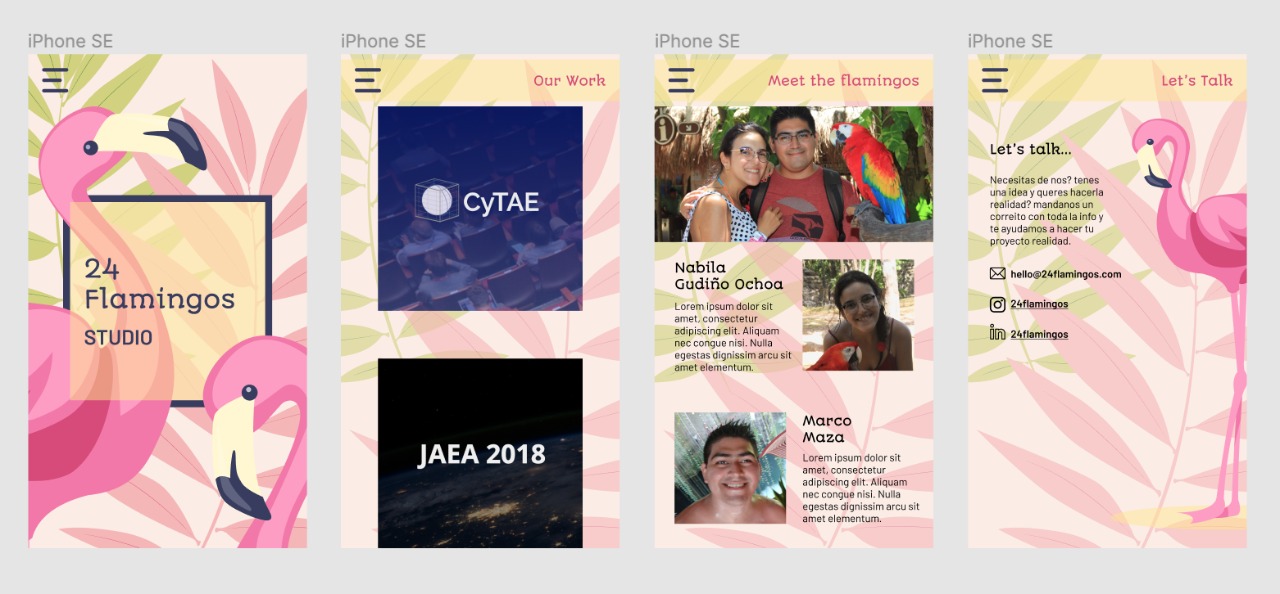 iPhone SE
24
Flamingos
STUDIO
iPhone SE
Our Work
CyTAE
JAEA 2018
iPhone SE
Meet the flamingos
i
Nabila
Gudiño Ochoa
Lorem ipsum dolor sit
amet, consectetur
adipiscing elit. Aliquam
nec congue nisi. Nulla
egestas dignissim arcu sit
amet elementum.
Marco
Maza
Lorem ipsum dolor sit
amet, consectetur
adipiscing elit. Aliquam
nec congue nisi. Nulla
egestas dignissim arcu sit
amet elementum.
iPhone SE
Let's Talk
Let's talk...
Necesitas de nos? tenes
una idea y queres hacerla
realidad? mandanos un
correito con toda la info y
te ayudamos a hacer tu
proyecto realidad.
hello@24flamingos.com
24flamingos
in
24flamingos